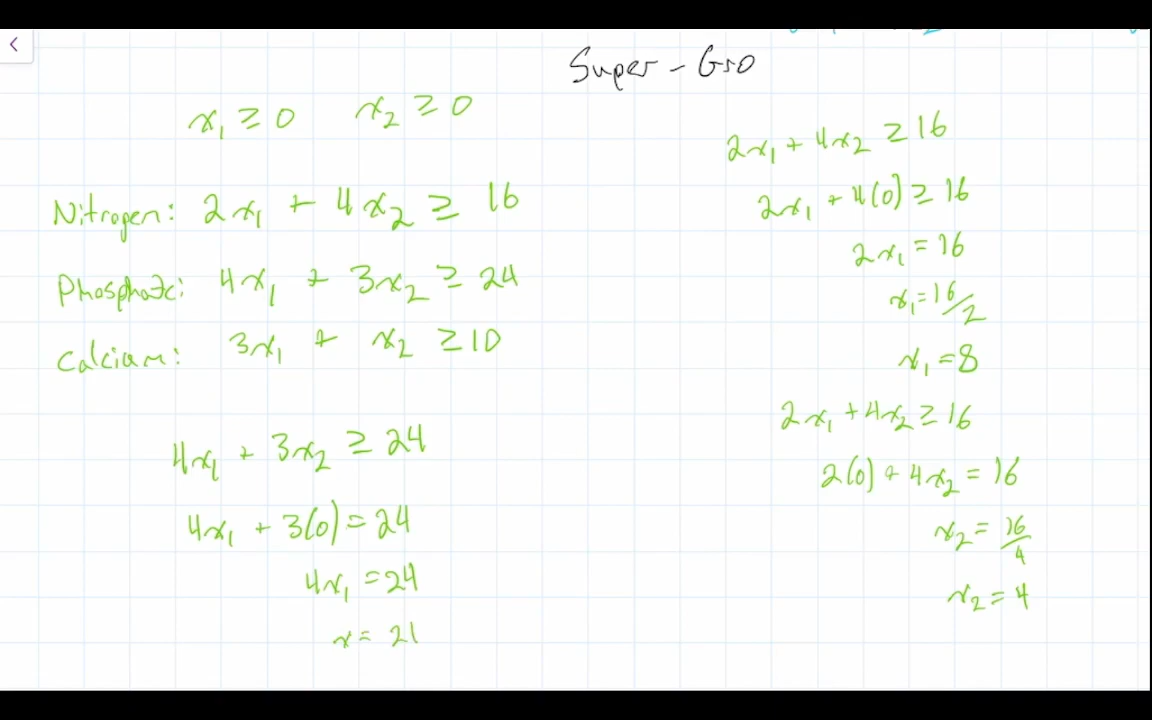 Super - Gro
x₁ ≥ 0 x₂ ≥ 0
Nitrogen: 2x₁ + 4x₂ ≥ 16
Phosphate: 4x₁ + 3x₂ ≥ 24
Calcium: 3x₁ + x₂ ≥ 10
4x₁ + 3x₂ ≥ 24
4x₁ + 3(0) = 24
4x₁ = 24
x = 21
2x₁ + 4x₂ ≥ 16
2x₁ + 4(0) ≥ 16
2x₁ = 16
x₁ = 16/2
x₁ = 8
2x₁ + 4x₂ ≥ 16
2(0) + 4x₂ = 16
x₂ = 16/4
x₂ = 4